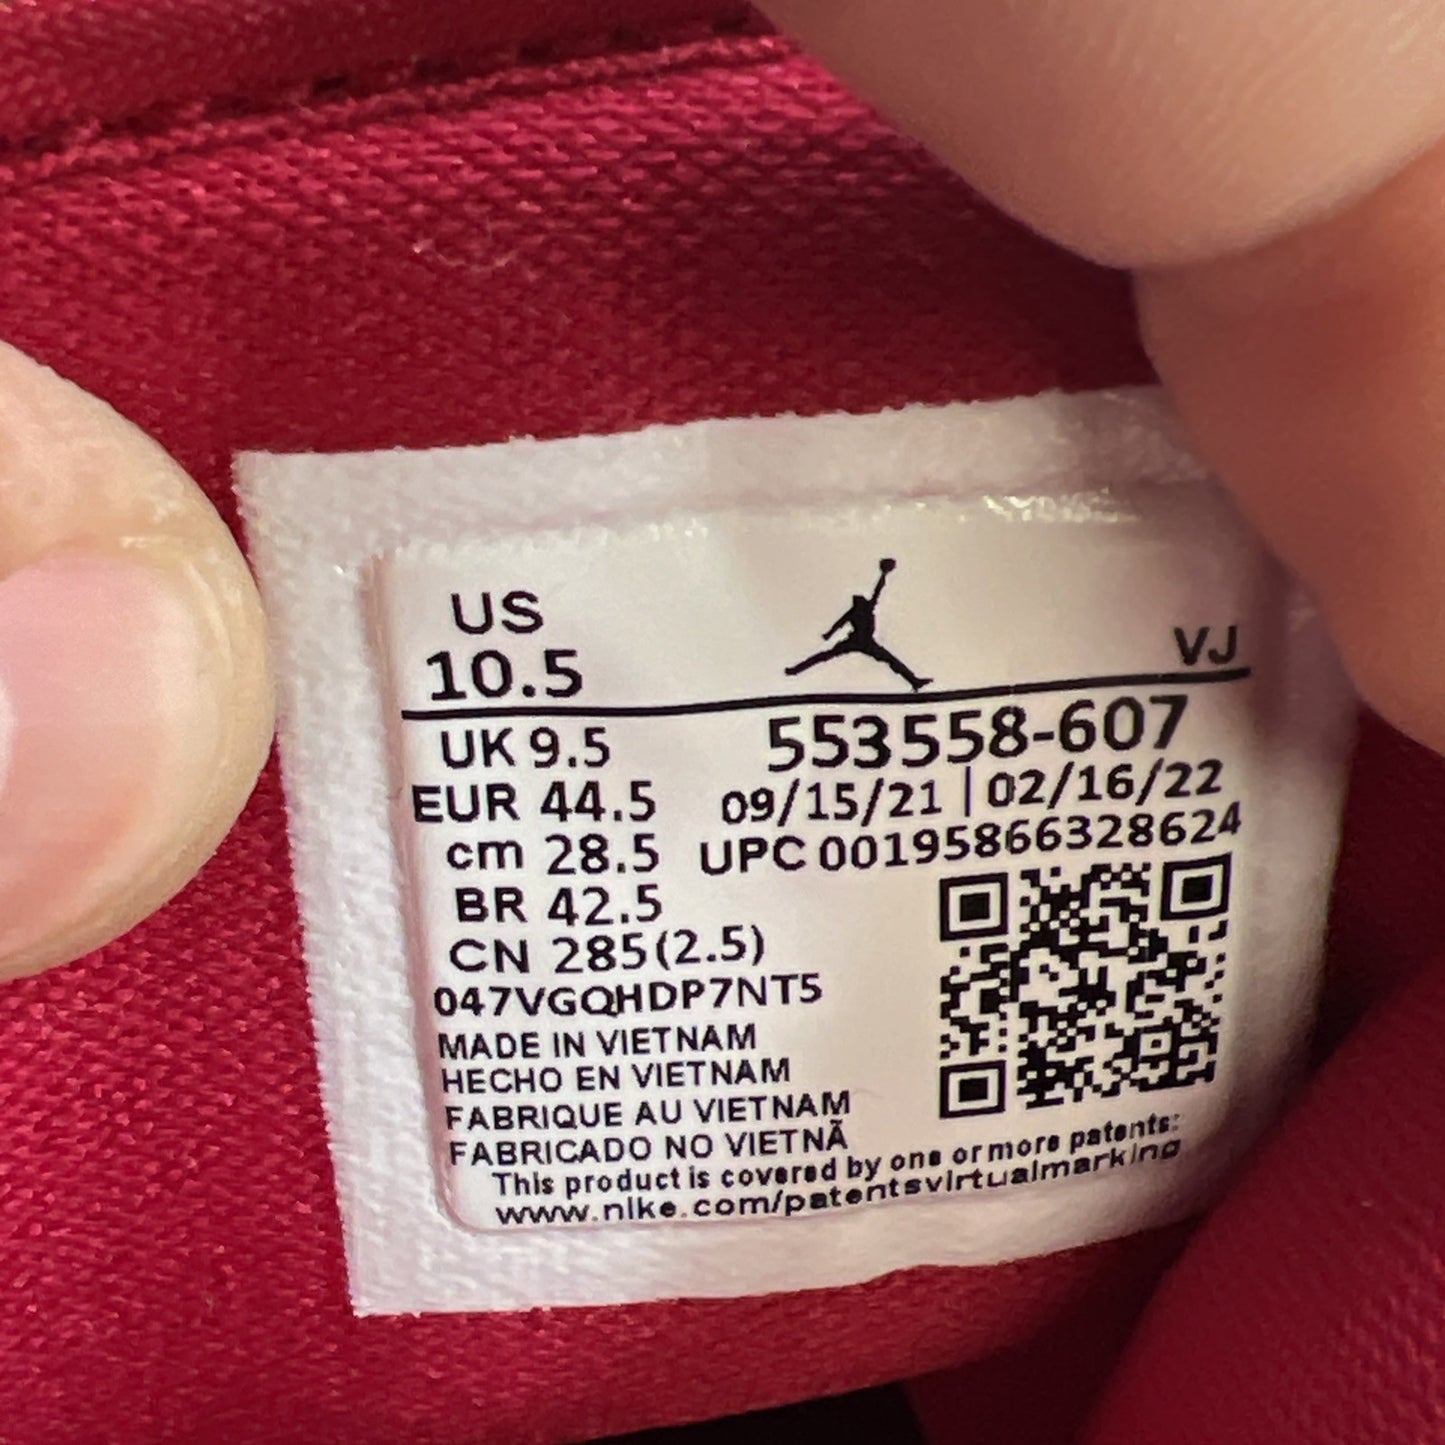 US
10.5
VJ
UK 9.5
EUR 44.5
cm 28.5
BR 42.5
CN 285(2.5)
047VGQHDP7NT5
553558-607
09/15/21 | 02/16/22
UPC 00195866328624
MADE IN VIETNAM
HECHO EN VIETNAM
FABRIQUE AU VIETNAM
FABRICADO NO VIETNÃ
This product is covered by one or more patents:
www.nike.com/patentsvirtualmarking